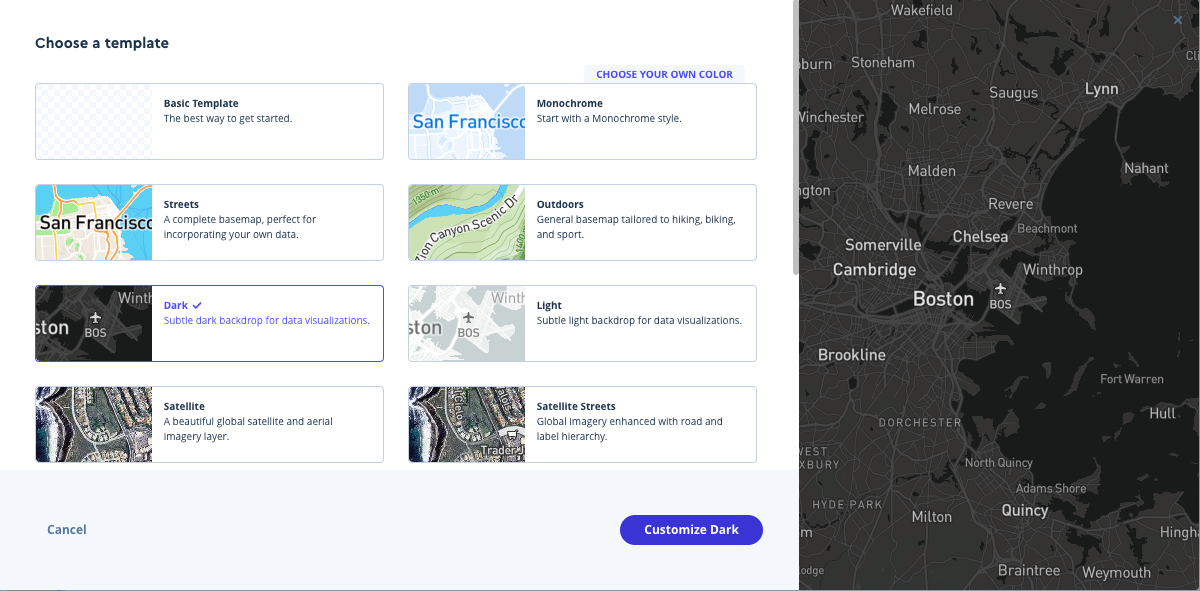 Choose a template
CHOOSE YOUR OWN COLOR
Basic Template
The best way to get started.
San Francisco
Monochrome
Start with a Monochrome style.
San Francisco
Streets
A complete basemap, perfect for
incorporating your own data.
1350 m
Zion Canyon Scenic Dr
1400
Outdoors
General basemap tailored to hiking, biking,
and sport.
Winth
ston
BOS
Dark
Subtle dark backdrop for data visualizations.
Winth
ston
BOS
Light
Subtle light backdrop for data visualizations.
Satellite
A beautiful global satellite and aerial
imagery layer.
Trader J
Satellite Streets
Global imagery enhanced with road and
label hierarchy.
Cancel
Customize Dark
Wakefield
burn
Stoneham
Cli
Saugus
Lynn
Melrose
Winchester
Malden
Nahant
ngton
Revere
Beachmont
Chelsea
Somerville
Cambridge
Winthrop
Boston
BOS
Brookline
Fort Warren
Hull
DORCHESTER
WEST
XBURY
North Quincy
Adams Shore
HYDE PARK
Quincy
Milton
m
Hingha
odge
Braintree
Weymouth